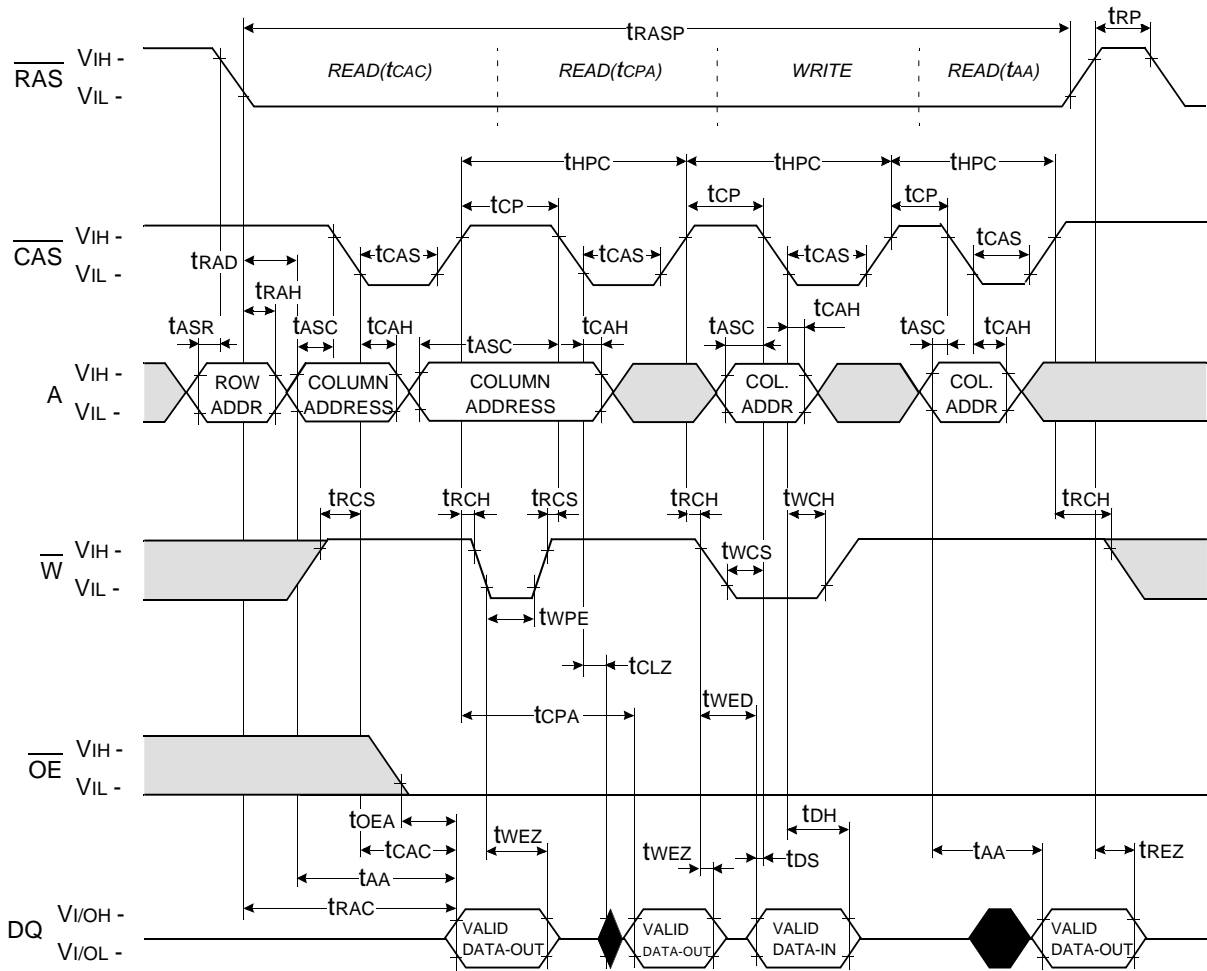 tRASP
tRP
RAS
VIH -
VIL -
READ(tCAC)
READ(tCPA)
WRITE
READ(tAA)
tHPC
tHPC
tHPC
tCP
tCP
tCP
CAS
VIH -
VIL -
tCAS
tCAS
tCAS
tCAS
tRAD
tRAH
tASR
tASC
tCAH
tASC
tCAH
tASC
tCAH
tASC
tCAH
A
VIH -
VIL -
ROW
ADDR
COLUMN
ADDRESS
COLUMN
ADDRESS
COL.
ADDR
COL.
ADDR
tRCS
tRCH
tRCS
tRCH
tWCH
tRCH
W
VIH -
VIL -
tWCS
tWPE
tCLZ
tCPA
tWED
OE
VIH -
VIL -
tOEA
tCAC
tAA
tRAC
tWEZ
tWEZ
tDH
tDS
tAA
tREZ
DQ
VI/OH -
VI/OL -
VALID
DATA-OUT
VALID
DATA-OUT
VALID
DATA-IN
VALID
DATA-OUT